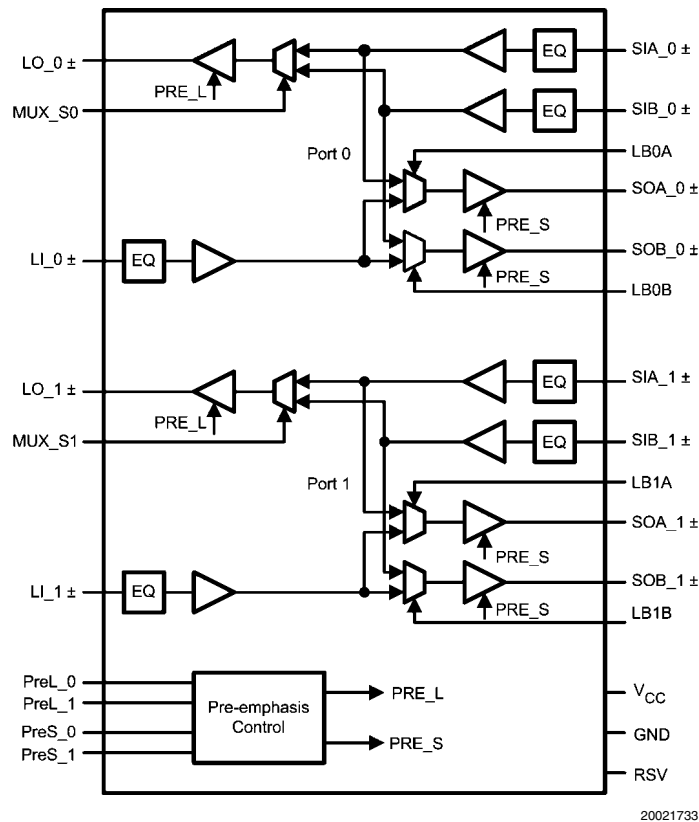 LO_0 ±
EQ
SIA_0 ±
PRE_L
MUX_S0
EQ
SIB_0 ±
Port 0
LB0A
SOA_0 ±
PRE_S
LI_0 ±
EQ
SOB_0 ±
PRE_S
LB0B
LO_1 ±
EQ
SIA_1 ±
PRE_L
MUX_S1
EQ
SIB_1 ±
Port 1
LB1A
SOA_1 ±
PRE_S
LI_1 ±
EQ
SOB_1 ±
PRE_S
LB1B
PreL_0
PreL_1
PreS_0
PreS_1
Pre-emphasis
Control
PRE_L
PRE_S
VCC
GND
RSV
20021733